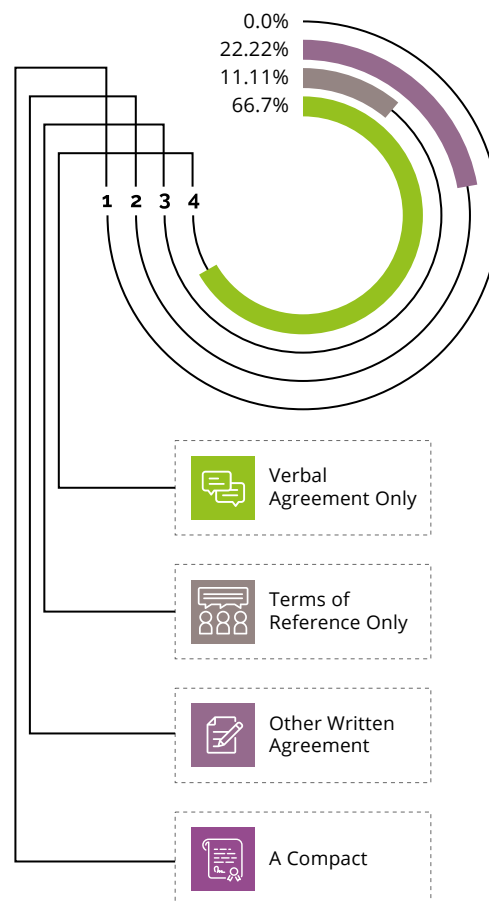 0.0%
22.22%
11.11%
66.7%
1 2 3 4
Verbal
Agreement Only
Terms of
Reference Only
Other Written
Agreement
A Compact